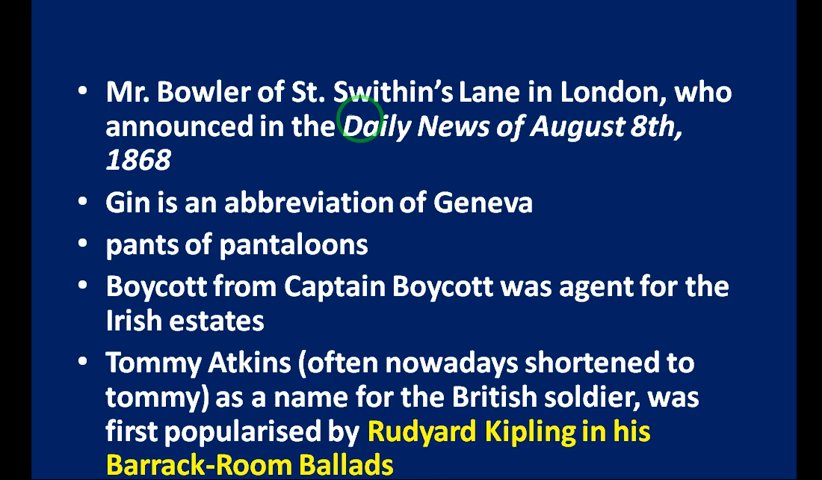 • Mr. Bowler of St. Swithin's Lane in London, who
announced in the Daily News of August 8th,
1868
• Gin is an abbreviation of Geneva
• pants of pantaloons
• Boycott from Captain Boycott was agent for the
Irish estates
• Tommy Atkins (often nowadays shortened to
tommy) as a name for the British soldier, was
first popularised by Rudyard Kipling in his
Barrack-Room Ballads